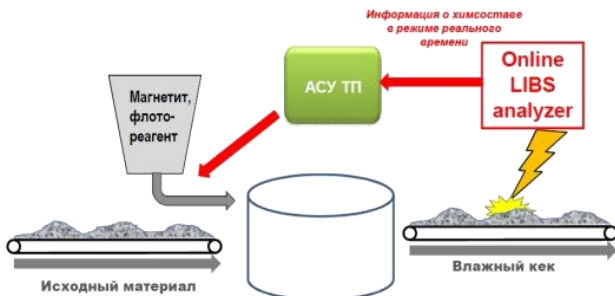 Информация о химсоставе
в режиме реального
времени
Online
LIBS
analyzer
АСУ ТП
Магнетит,
флото-
реагент
Исходный материал
Влажный кек